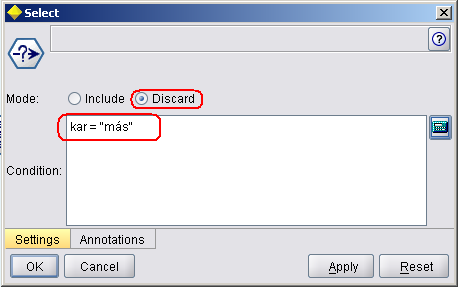 Select
Mode: Include Discard
kar = "más"
Condition:
Settings Annotations
OK Cancel Apply Reset